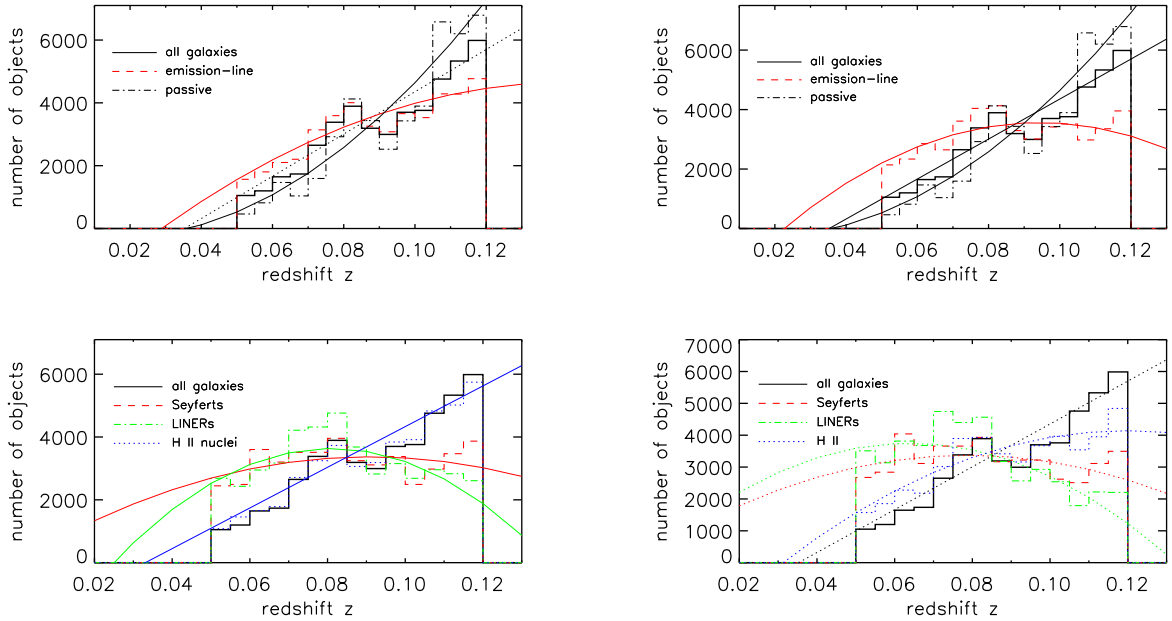 number of objects
6000
4000
2000
0
all galaxies
emission-line
passive
0.02 0.04 0.06 0.08 0.10 0.12
redshift z
number of objects
6000
4000
2000
0
all galaxies
emission-line
passive
0.02 0.04 0.06 0.08 0.10 0.12
redshift z
number of objects
6000
4000
2000
0
all galaxies
Seyferts
LINERs
H II nuclei
0.02 0.04 0.06 0.08 0.10 0.12
redshift z
number of objects
7000
6000
5000
4000
3000
2000
1000
0
all galaxies
Seyferts
LINERs
H II
0.02 0.04 0.06 0.08 0.10 0.12
redshift z